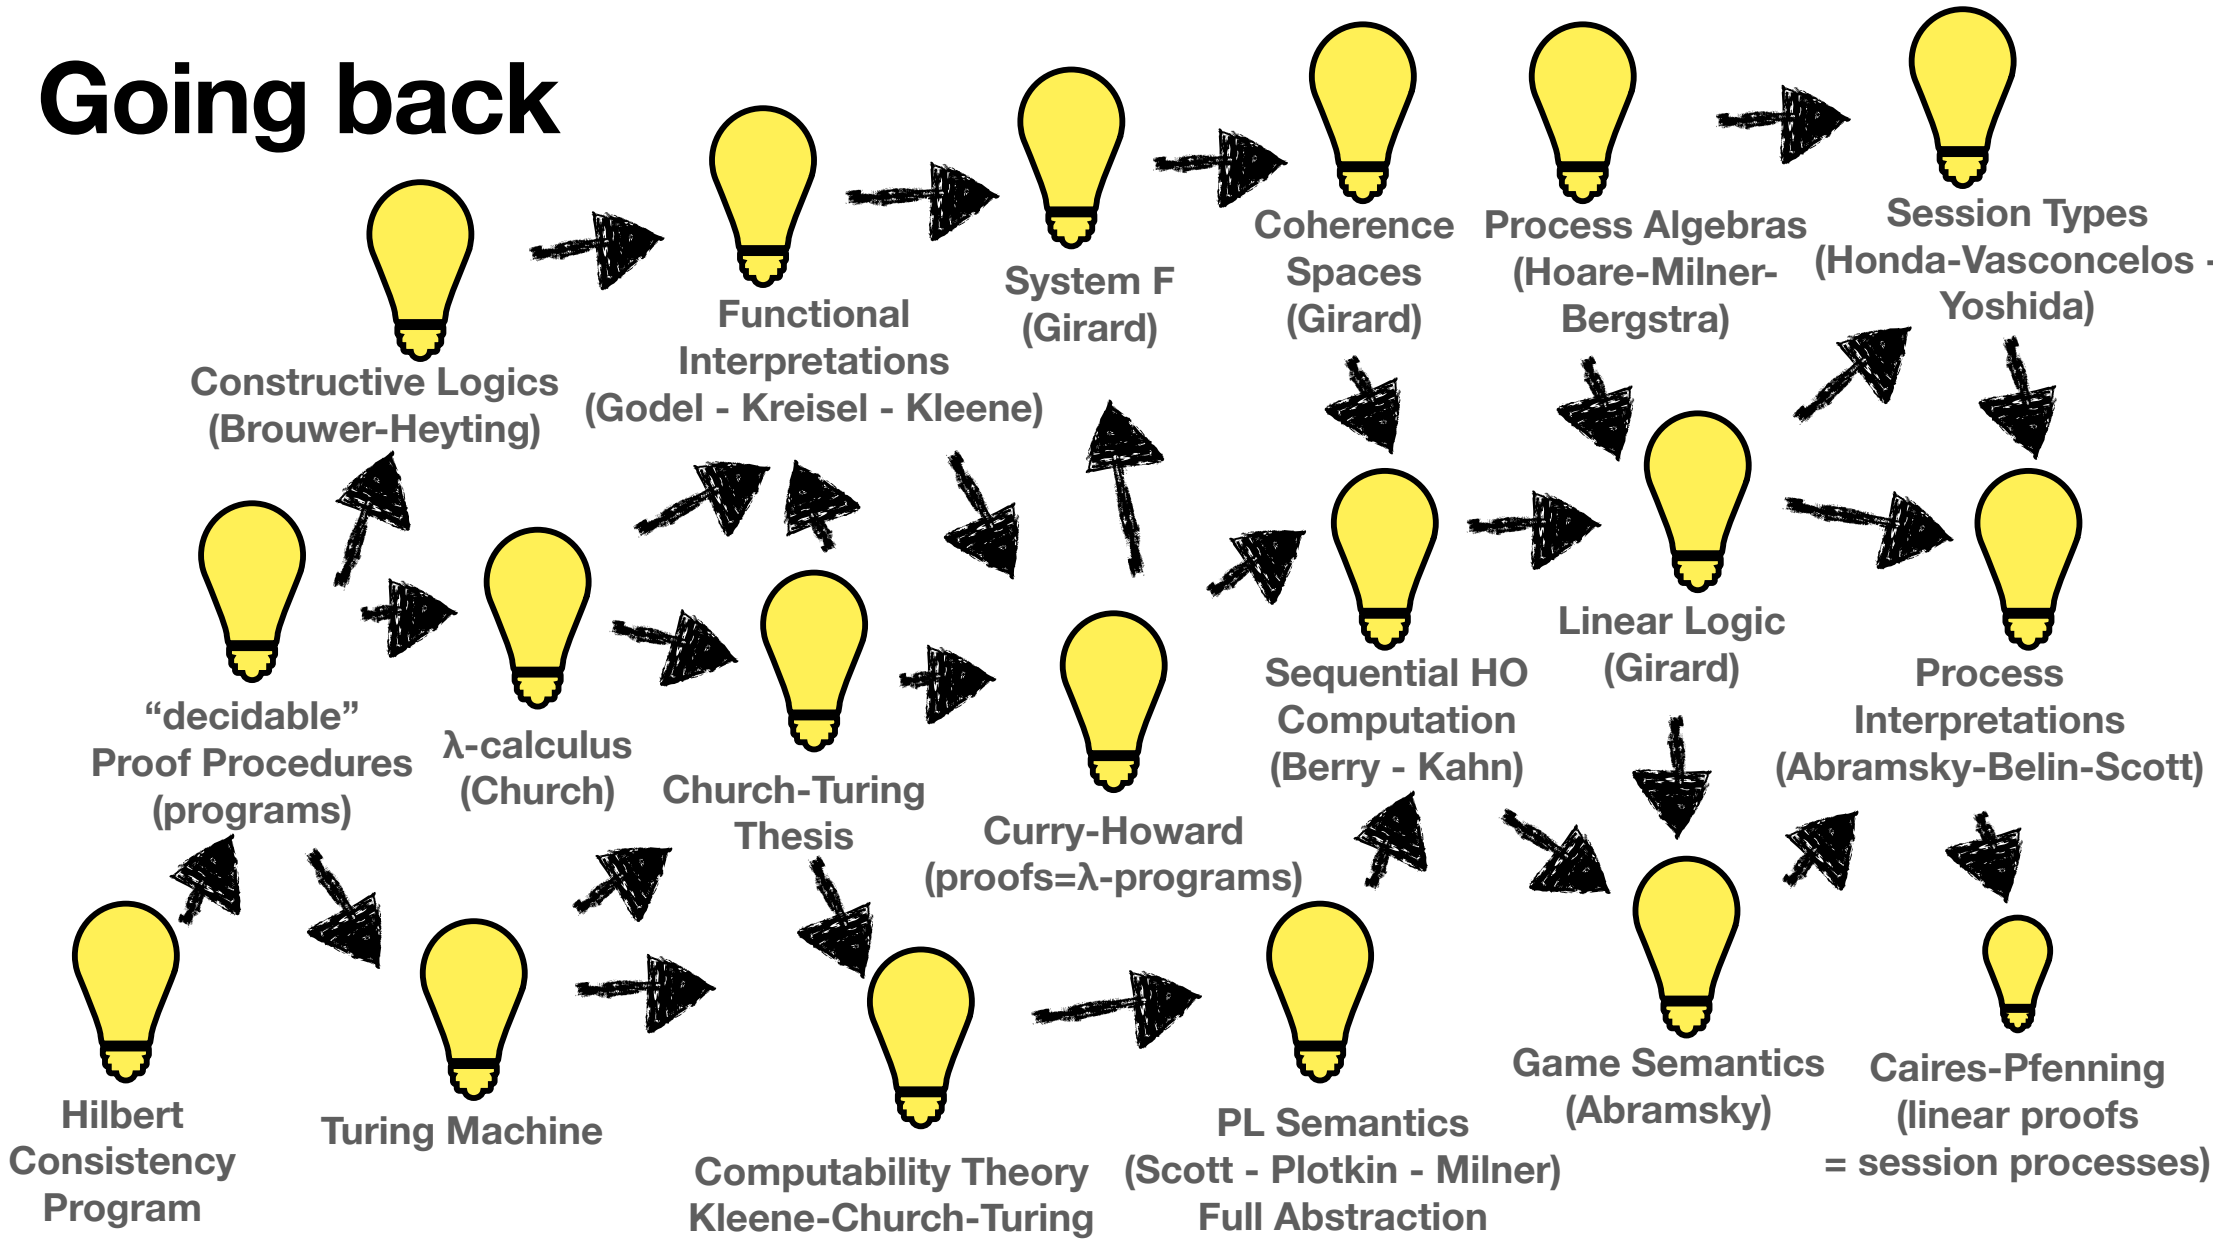 Going back
Constructive Logics
(Brouwer-Heyting)
Functional
Interpretations
(Godel - Kreisel - Kleene)
System F
(Girard)
Coherence
Spaces
(Girard)
Process Algebras
(Hoare-Milner-
Bergstra)
Session Types
(Honda-Vasconcelos -
Yoshida)
“decidable”
Proof Procedures
(programs)
λ-calculus
(Church)
Church-Turing
Thesis
Curry-Howard
(proofs=λ-programs)
Sequential HO
Computation
(Berry - Kahn)
Linear Logic
(Girard)
Process
Interpretations
(Abramsky-Belin-Scott)
Hilbert
Consistency
Program
Turing Machine
Computability Theory
Kleene-Church-Turing
PL Semantics
(Scott - Plotkin - Milner)
Full Abstraction
Game Semantics
(Abramsky)
Caires-Pfenning
(linear proofs
= session processes)